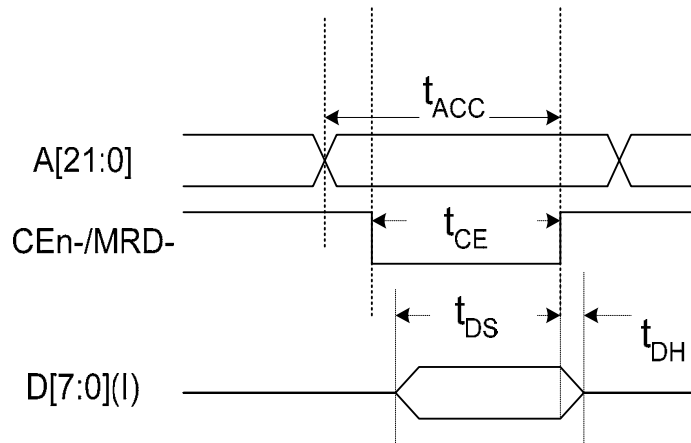 tACC
A[21:0]
CEn-/MRD-
tCE
tDS
tDH
D[7:0](I)